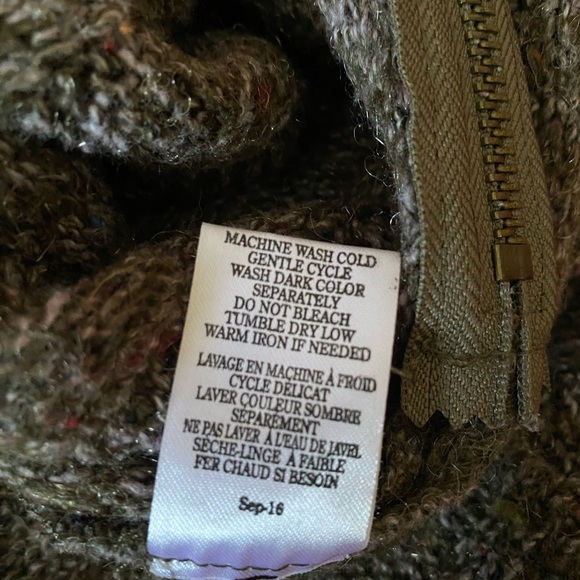 MACHINE WASH COLD
GENTLE CYCLE
WASH DARK COLOR
SEPARATELY
DO NOT BLEACH
TUMBLE DRY LOW
WARM IRON IF NEEDED
LAVAGE EN MACHINE À FROID
CYCLE DÉLICAT
LAVER COULEUR SOMBRE
SÉPARÉMENT
NE PAS LAVER À L'EAU DE JAVEL
SÈCHE-LINGE À FAIBLE
FER CHAUD SI BESOIN
Sep-16